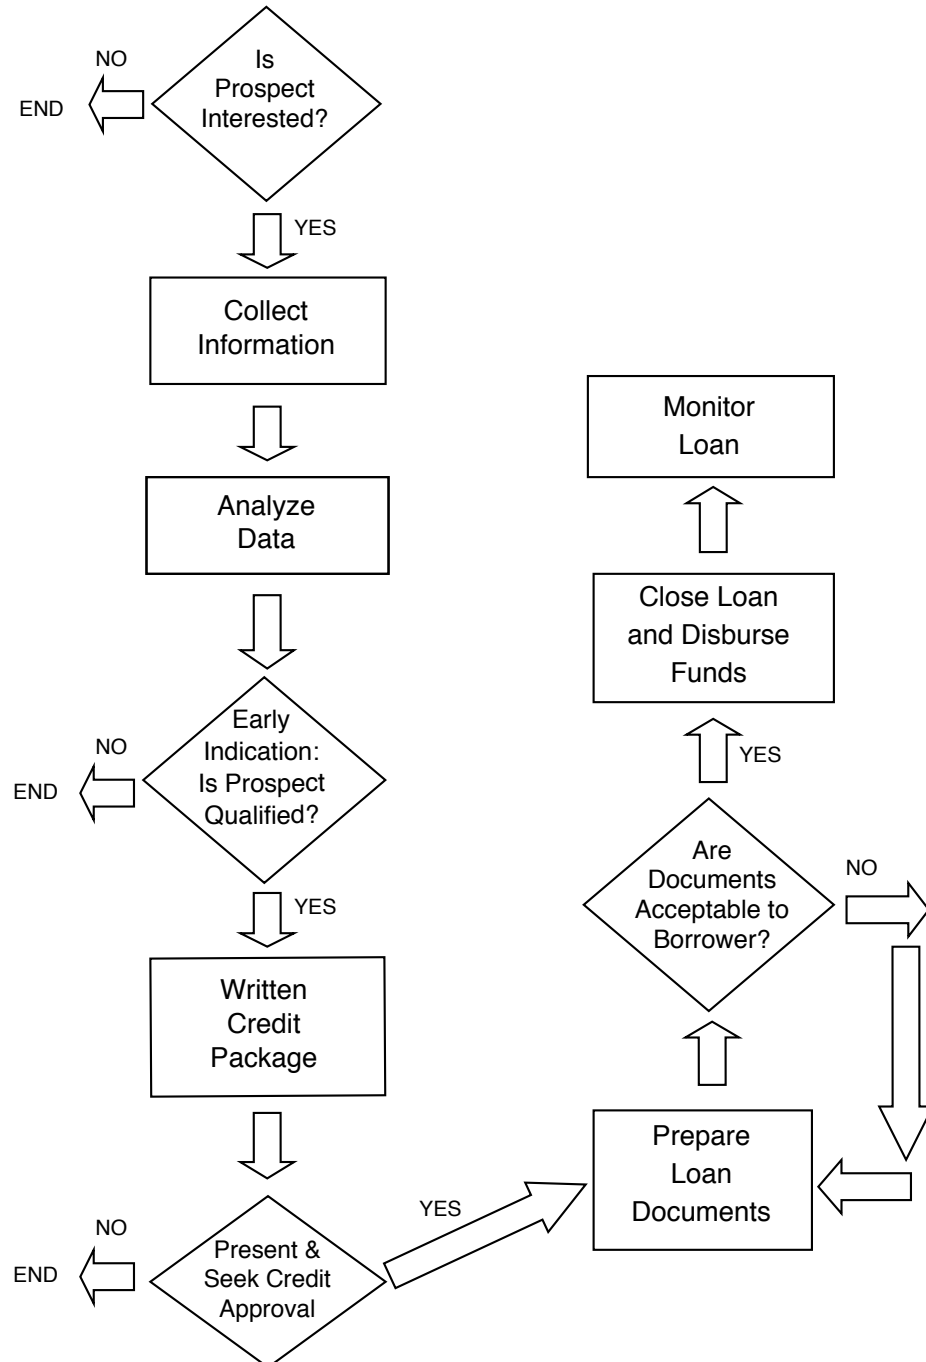 Is
Prospect
Interested?
NO
END
YES
Collect
Information
Analyze
Data
Early
Indication:
Is Prospect
Qualified?
NO
END
YES
Written
Credit
Package
Present &
Seek Credit
Approval
NO
END
YES
Prepare
Loan
Documents
Are
Documents
Acceptable to
Borrower?
NO
YES
Close Loan
and Disburse
Funds
Monitor
Loan